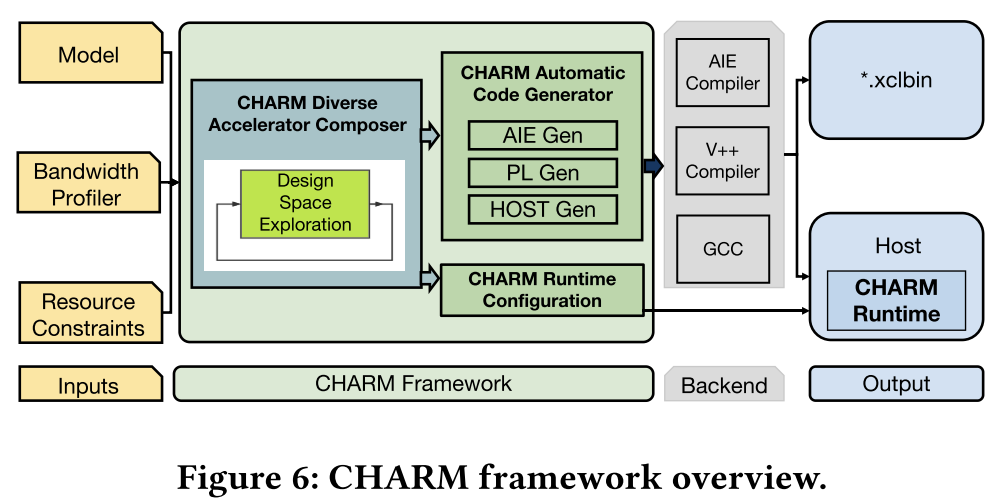 Model
Bandwidth
Profiler
Resource
Constraints
Inputs
CHARM Diverse
Accelerator Composer
Design
Space
Exploration
CHARM Automatic
Code Generator
AIE Gen
PL Gen
HOST Gen
CHARM Runtime
Configuration
CHARM Framework
AIE
Compiler
V++
Compiler
GCC
Backend
*.xclbin
Host
CHARM
Runtime
Output
Figure 6: CHARM framework overview.